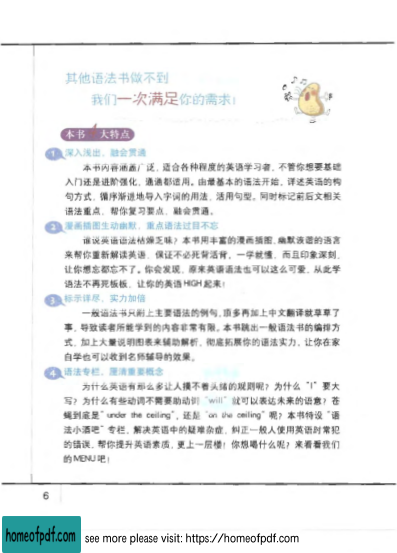 其他语法书做不到
我们一次满足你的需求!
本书4大特点
1 深入浅出,融会贯通
本书内容涵盖广泛,适合各种程度的英语学习者,不管你想要基础
入门还是进阶强化,通通都适用。由最基本的语法开始,详述英语的构
句方式,循序渐进地导入字词的用法,活用句型。同时标记前后文相关
语法重点,帮你复习要点,融会贯通。
2 漫画插图生动幽默,重点语法过目不忘
谁说英语语法枯燥乏味?本书用丰富的漫画插图、幽默诙谐的语言
来帮你重新解读英语,保证不必死背活背,一学就懂,而且印象深刻,
让你想忘都忘不了。你会发现,原来英语语法也可以这么可爱,从此学
语法不再死板板,让你的英语HIGH起来!
3 标示详尽,实力加倍
一般语法书只附上主要语法的例句,顶多再加上中文翻译就草草了
事,导致读者所能学到的内容非常有限。本书跳出一般语法书的编排方
式,加上大量说明图表来辅助解析,彻底拓展你的语法实力,让你在家
自学也可以收到名师辅导的效果。
4 语法专栏,厘清重要概念
为什么英语有那么多让人摸不着头绪的规则呢?为什么“I”要大
写?为什么有些动词不需要助动词“will”就可以表达未来的语意?苍
蝇到底是“under the ceiling”,还是“on the ceiling”呢?本书特设“语
法小酒吧”专栏,解决英语中的疑难杂症,纠正一般人使用英语时常犯
的错误,帮你提升英语素质,更上一层楼!你想喝什么呢?来看看我们
的MENU吧!
6
homeofpdf.com
see more please visit: https://homeofpdf.com